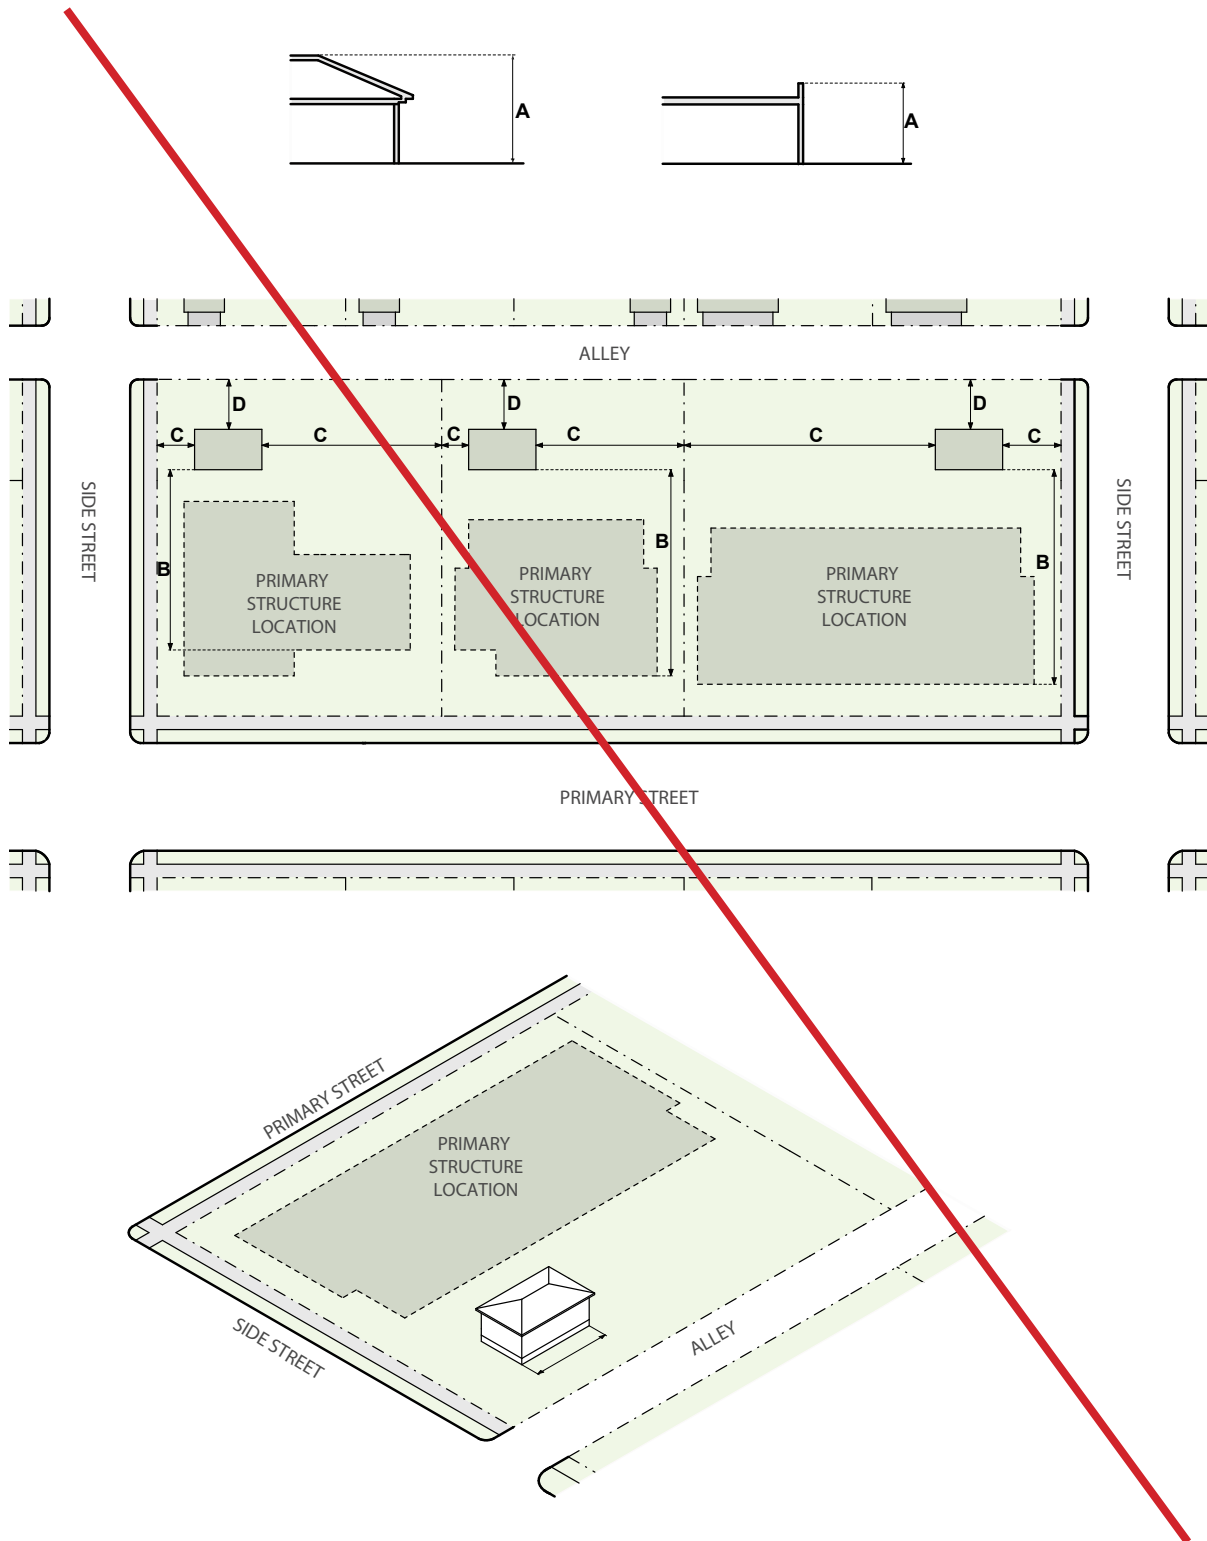 A
A
ALLEY
D
D
D
C
C
C
C
C
C
SIDE STREET
SIDE STREET
B
B
B
PRIMARY
STRUCTURE
LOCATION
PRIMARY
STRUCTURE
LOCATION
PRIMARY
STRUCTURE
LOCATION
PRIMARY STREET
PRIMARY STREET
PRIMARY
STRUCTURE
LOCATION
SIDE STREET
ALLEY